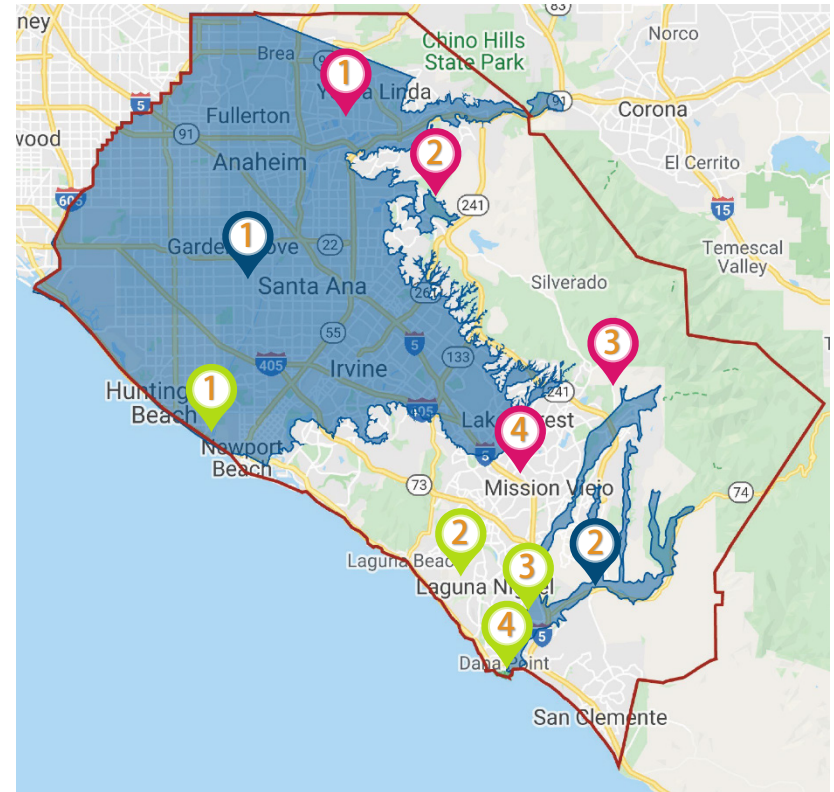 ney
83
Norco
Chino Hills
State Park
Brea
1
Yorba Linda
5
91
Fullerton
Corona
wood
91
Anaheim
2
El Cerrito
605
241
15
1
Garden Grove
22
Temescal
Valley
Santa Ana
Silverado
261
55
5
133
3
405
Irvine
1
Huntington
Beach
241
405
Lake Forest
4
Newport
Beach
5
73
Mission Viejo
74
2
2
Laguna Beach
3
Laguna Niguel
4
5
Dana Point
San Clemente